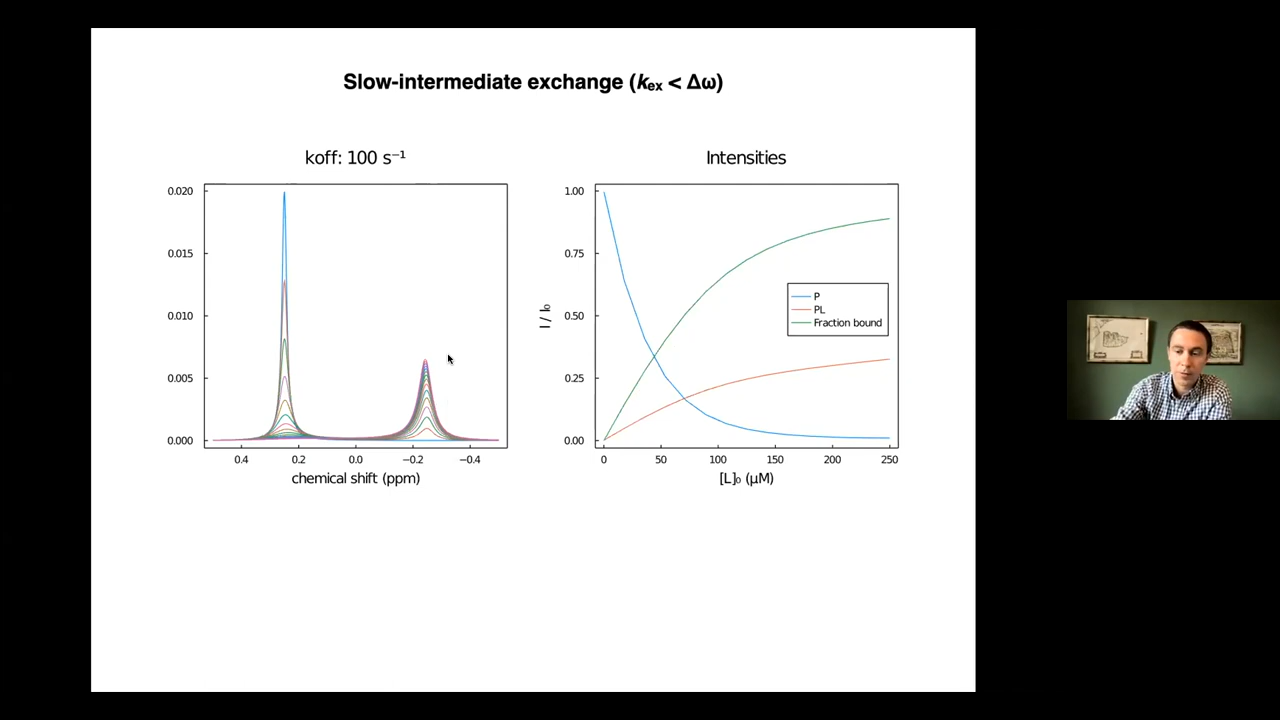 Slow-intermediate exchange (kex < Δω)
koff: 100 s⁻¹
0.020
0.015
0.010
0.005
0.000
0.4
0.2
0.0
−0.2
−0.4
chemical shift (ppm)
Intensities
1.00
0.75
0.50
0.25
0.00
I / I₀
P
PL
Fraction bound
0
50
100
150
200
250
[L]₀ (μM)